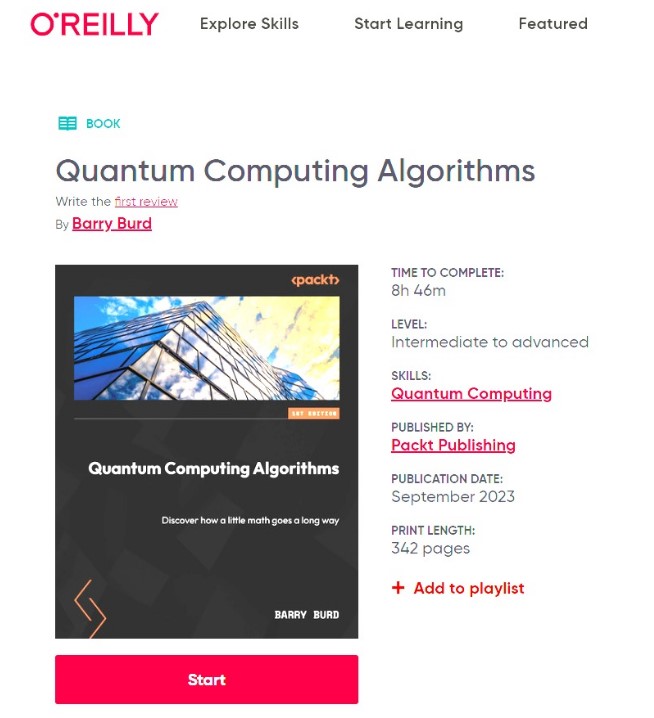 O'REILLY Explore Skills Start Learning Featured
BOOK
Quantum Computing Algorithms
Write the first review
By Barry Burd
<packt>
1ST EDITION
Quantum Computing Algorithms
Discover how a little math goes a long way
BARRY BURD
Start
TIME TO COMPLETE:
8h 46m
LEVEL:
Intermediate to advanced
SKILLS:
Quantum Computing
PUBLISHED BY:
Packt Publishing
PUBLICATION DATE:
September 2023
PRINT LENGTH:
342 pages
+ Add to playlist